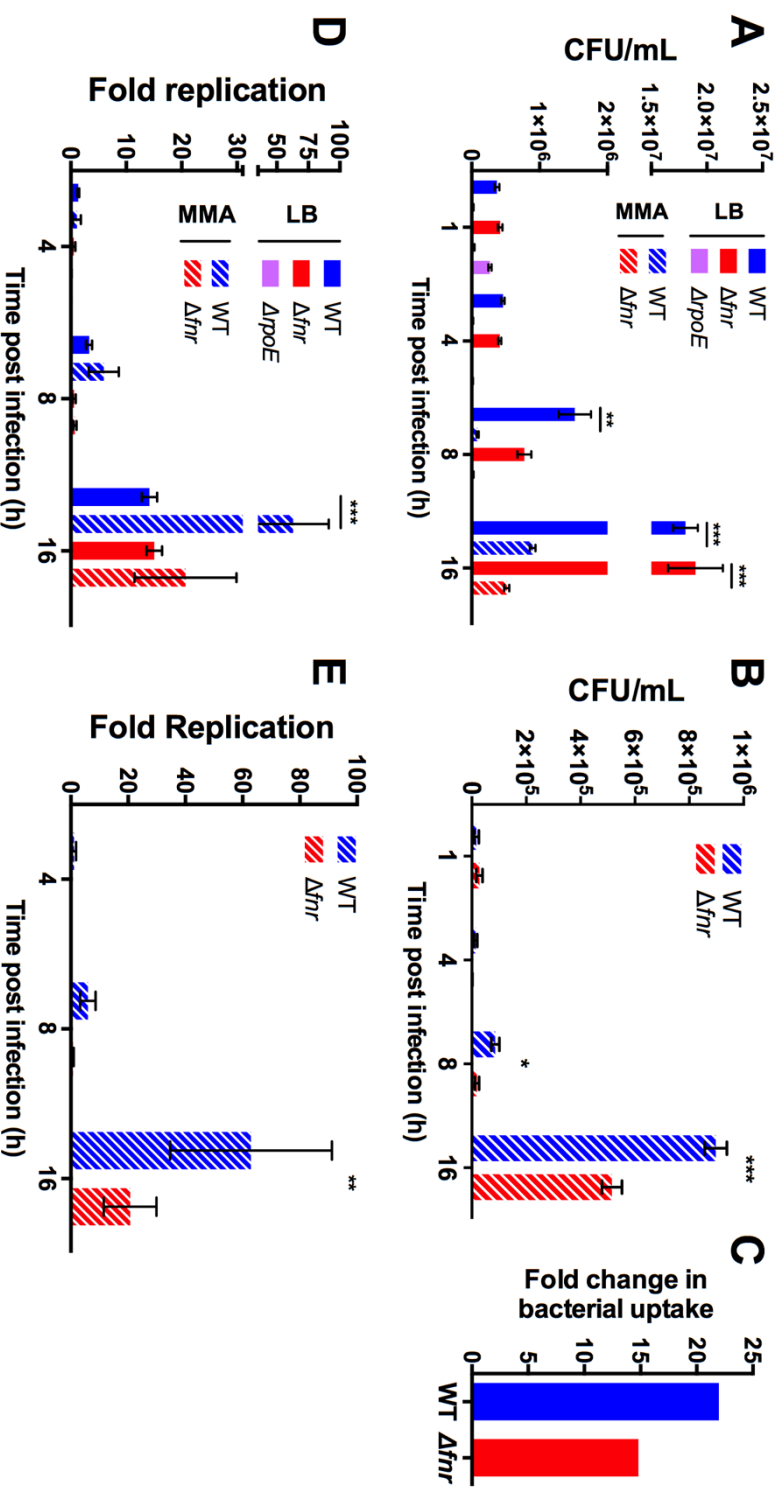 A
CFU/mL
2.5×10⁷
2.0×10⁷
1.5×10⁷
2×10⁶
1×10⁶
0
LB
WT
Δfnr
ΔrpoE
MMA
WT
Δfnr
**
***
***
1
4
8
16
Time post infection (h)
B
CFU/mL
1×10⁶
8×10⁵
6×10⁵
4×10⁵
2×10⁵
0
WT
Δfnr
*
***
1
4
8
16
Time post infection (h)
C
Fold change in
bacterial uptake
25
20
15
10
5
0
WT
Δfnr
D
Fold replication
100
75
50
30
20
10
0
LB
WT
Δfnr
ΔrpoE
MMA
WT
Δfnr
***
4
8
16
Time post infection (h)
E
Fold Replication
100
80
60
40
20
0
WT
Δfnr
**
4
8
16
Time post infection (h)